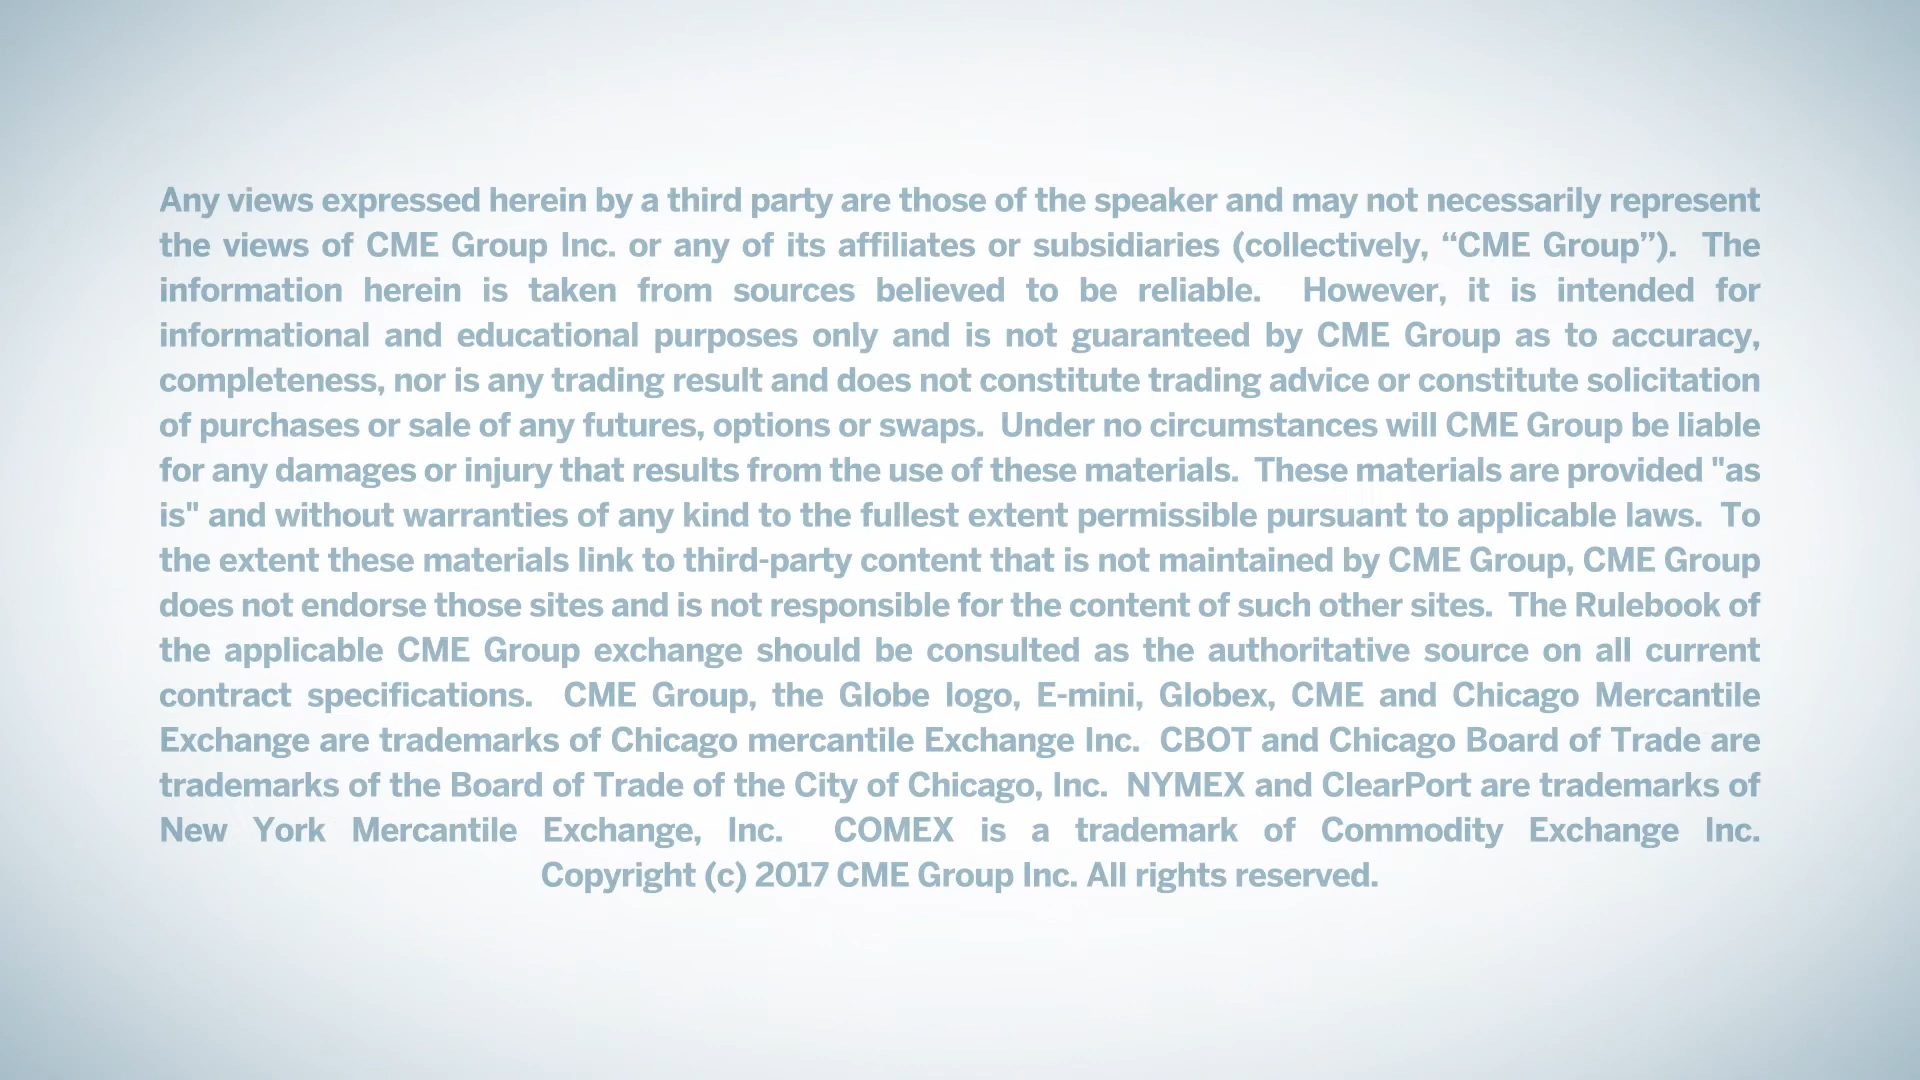 Any views expressed herein by a third party are those of the speaker and may not necessarily represent
the views of CME Group Inc. or any of its affiliates or subsidiaries (collectively, “CME Group”).  The
information herein is taken from sources believed to be reliable.  However, it is intended for
informational and educational purposes only and is not guaranteed by CME Group as to accuracy,
completeness, nor is any trading result and does not constitute trading advice or constitute solicitation
of purchases or sale of any futures, options or swaps.  Under no circumstances will CME Group be liable
for any damages or injury that results from the use of these materials.  These materials are provided "as
is" and without warranties of any kind to the fullest extent permissible pursuant to applicable laws.  To
the extent these materials link to third-party content that is not maintained by CME Group, CME Group
does not endorse those sites and is not responsible for the content of such other sites.  The Rulebook of
the applicable CME Group exchange should be consulted as the authoritative source on all current
contract specifications.  CME Group, the Globe logo, E-mini, Globex, CME and Chicago Mercantile
Exchange are trademarks of Chicago mercantile Exchange Inc.  CBOT and Chicago Board of Trade are
trademarks of the Board of Trade of the City of Chicago, Inc.  NYMEX and ClearPort are trademarks of
New York Mercantile Exchange, Inc.  COMEX is a trademark of Commodity Exchange Inc.
Copyright (c) 2017 CME Group Inc. All rights reserved.